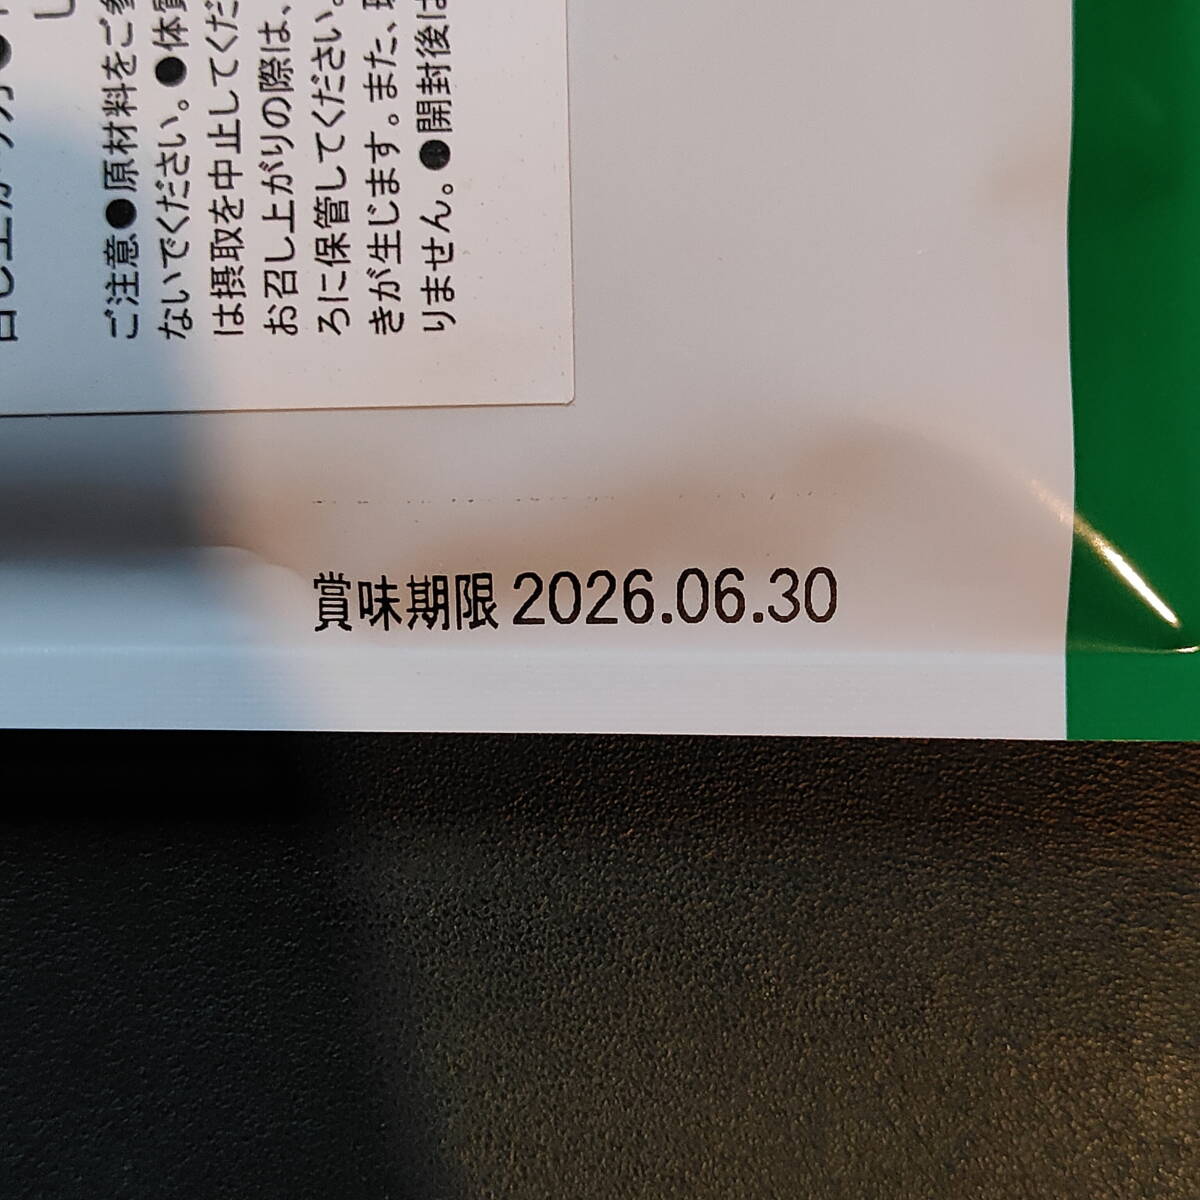 ご注意●原材料をご参
ないでください。●体質
は摂取を中止してくだ
お召し上がりの際は、
ろに保管してください。
きが生じます。また、
りません。●開封後は
賞味期限 2026.06.30